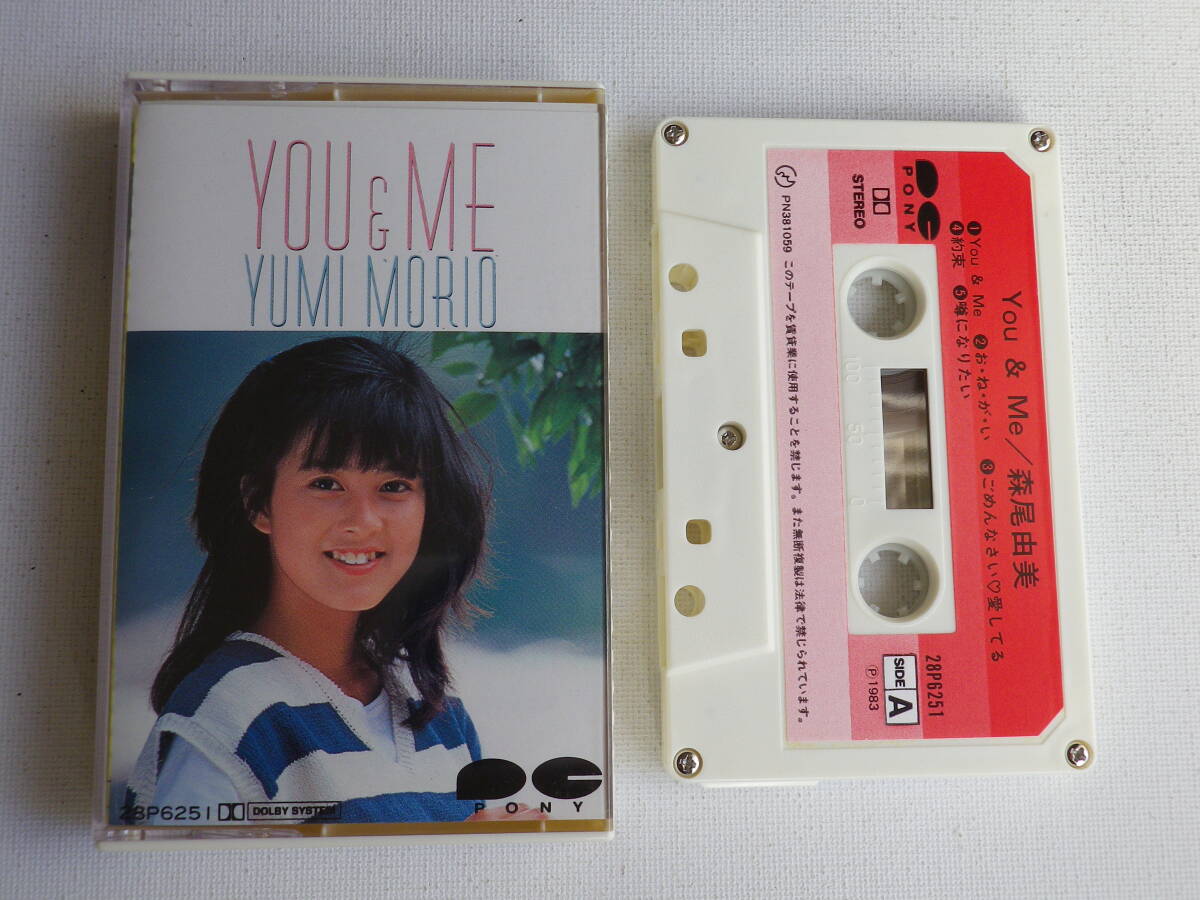 YOU & ME
YUMI MORIO
28P6251 DOLBY SYSTEM
PONY
You & Me/森尾由美
❶You & Me ❷お・ね・が・い ❸ごめんなさい♡愛してる
❹約束 ❺噂になりたい
PONY
STEREO
100 50 0
28P6251
SIDE A
Ⓟ1983
PN381059 このテープを賃貸業に使用することを禁じます。また無断複製は法律で禁じられています。